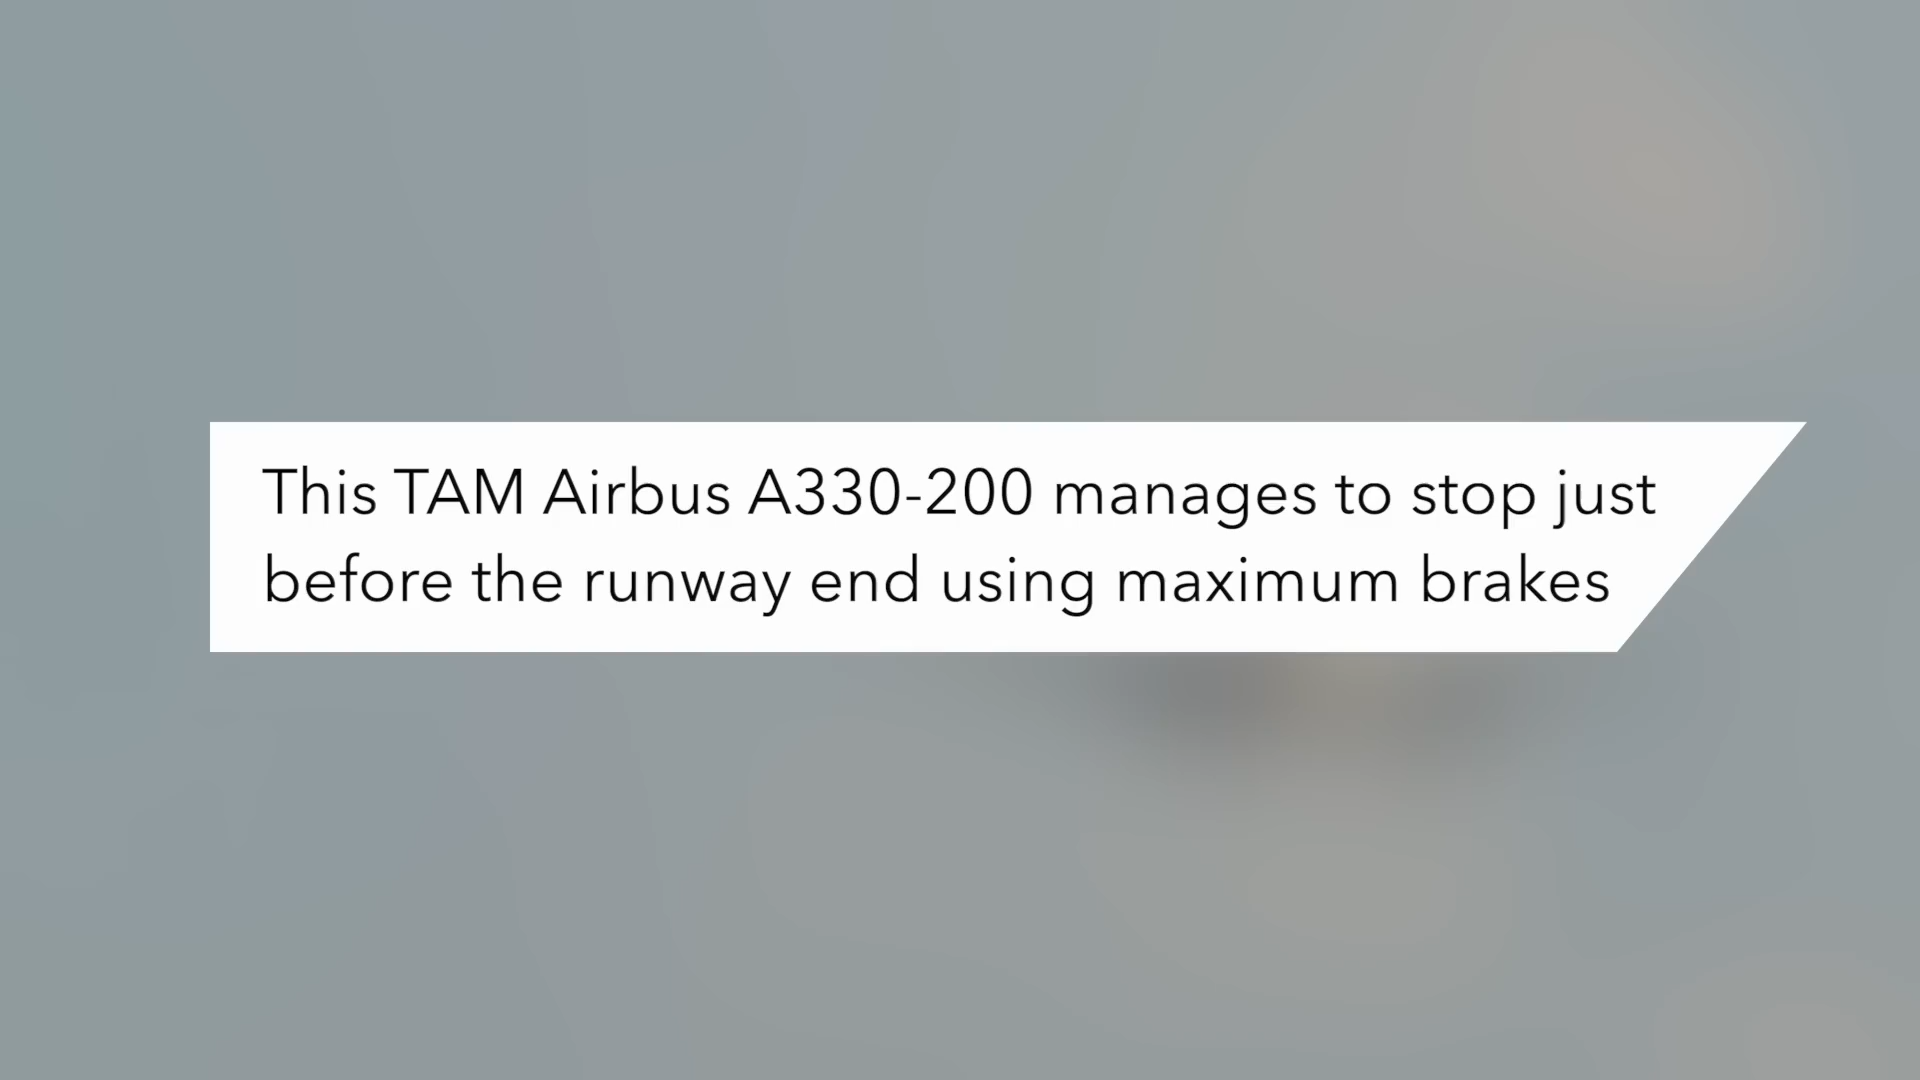 This TAM Airbus A330-200 manages to stop just
before the runway end using maximum brakes